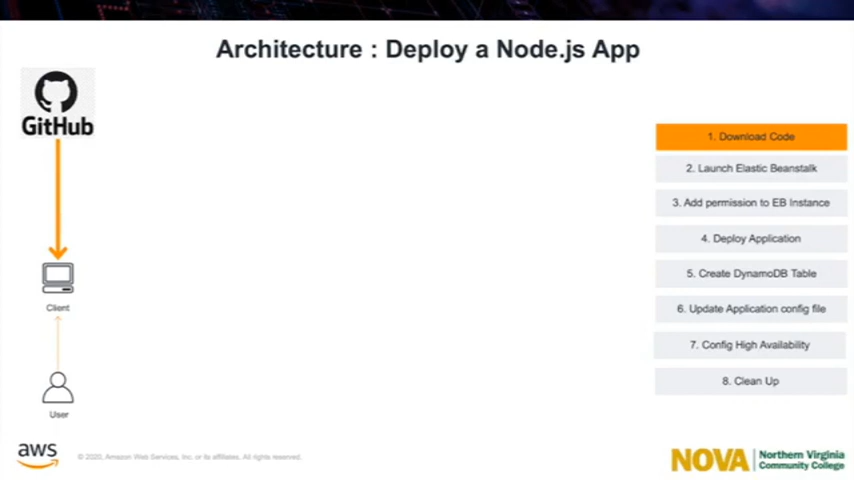 Architecture : Deploy a Node.js App
GitHub
1. Download Code
2. Launch Elastic Beanstalk
3. Add permission to EB Instance
4. Deploy Application
5. Create DynamoDB Table
6. Update Application config file
7. Config High Availability
8. Clean Up
Client
User
aws
© 2020, Amazon Web Services, Inc. or its affiliates. All rights reserved.
NOVA
Northern Virginia
Community College